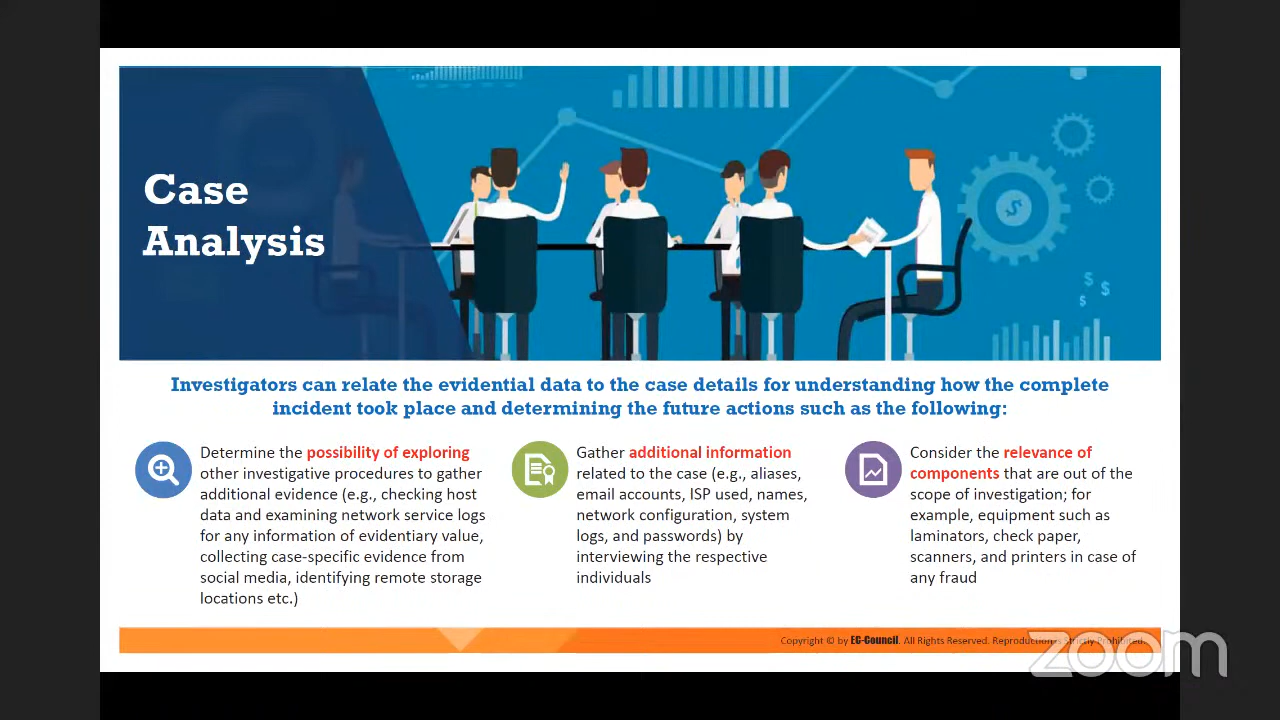 Case
Analysis
Investigators can relate the evidential data to the case details for understanding how the complete
incident took place and determining the future actions such as the following:
Determine the possibility of exploring
other investigative procedures to gather
additional evidence (e.g., checking host
data and examining network service logs
for any information of evidentiary value,
collecting case-specific evidence from
social media, identifying remote storage
locations etc.)
Gather additional information
related to the case (e.g., aliases,
email accounts, ISP used, names,
network configuration, system
logs, and passwords) by
interviewing the respective
individuals
Consider the relevance of
components that are out of the
scope of investigation; for
example, equipment such as
laminators, check paper,
scanners, and printers in case of
any fraud
$
$ $
$
Copyright © by EC-Council. All Rights Reserved. Reproduction is Strictly Prohibited.
zoom